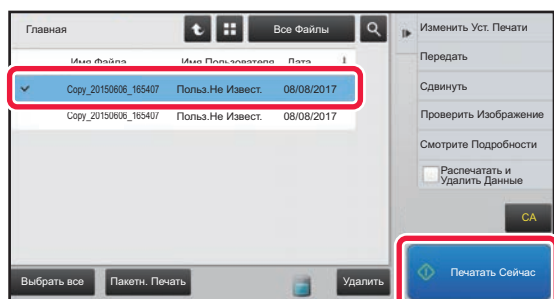 Главная
Все Файлы
Имя Файла Имя Пользователя Дата
Copy_20150606_165407 Польз.Не Извест. 08/08/2017
Copy_20150606_165407 Польз.Не Извест. 08/08/2017
Выбрать все
Пакетн. Печать
Удалить
Изменить Уст. Печати
Передать
Сдвинуть
Проверить Изображение
Смотрите Подробности
Распечатать и
Удалить Данные
CA
Печатать Сейчас